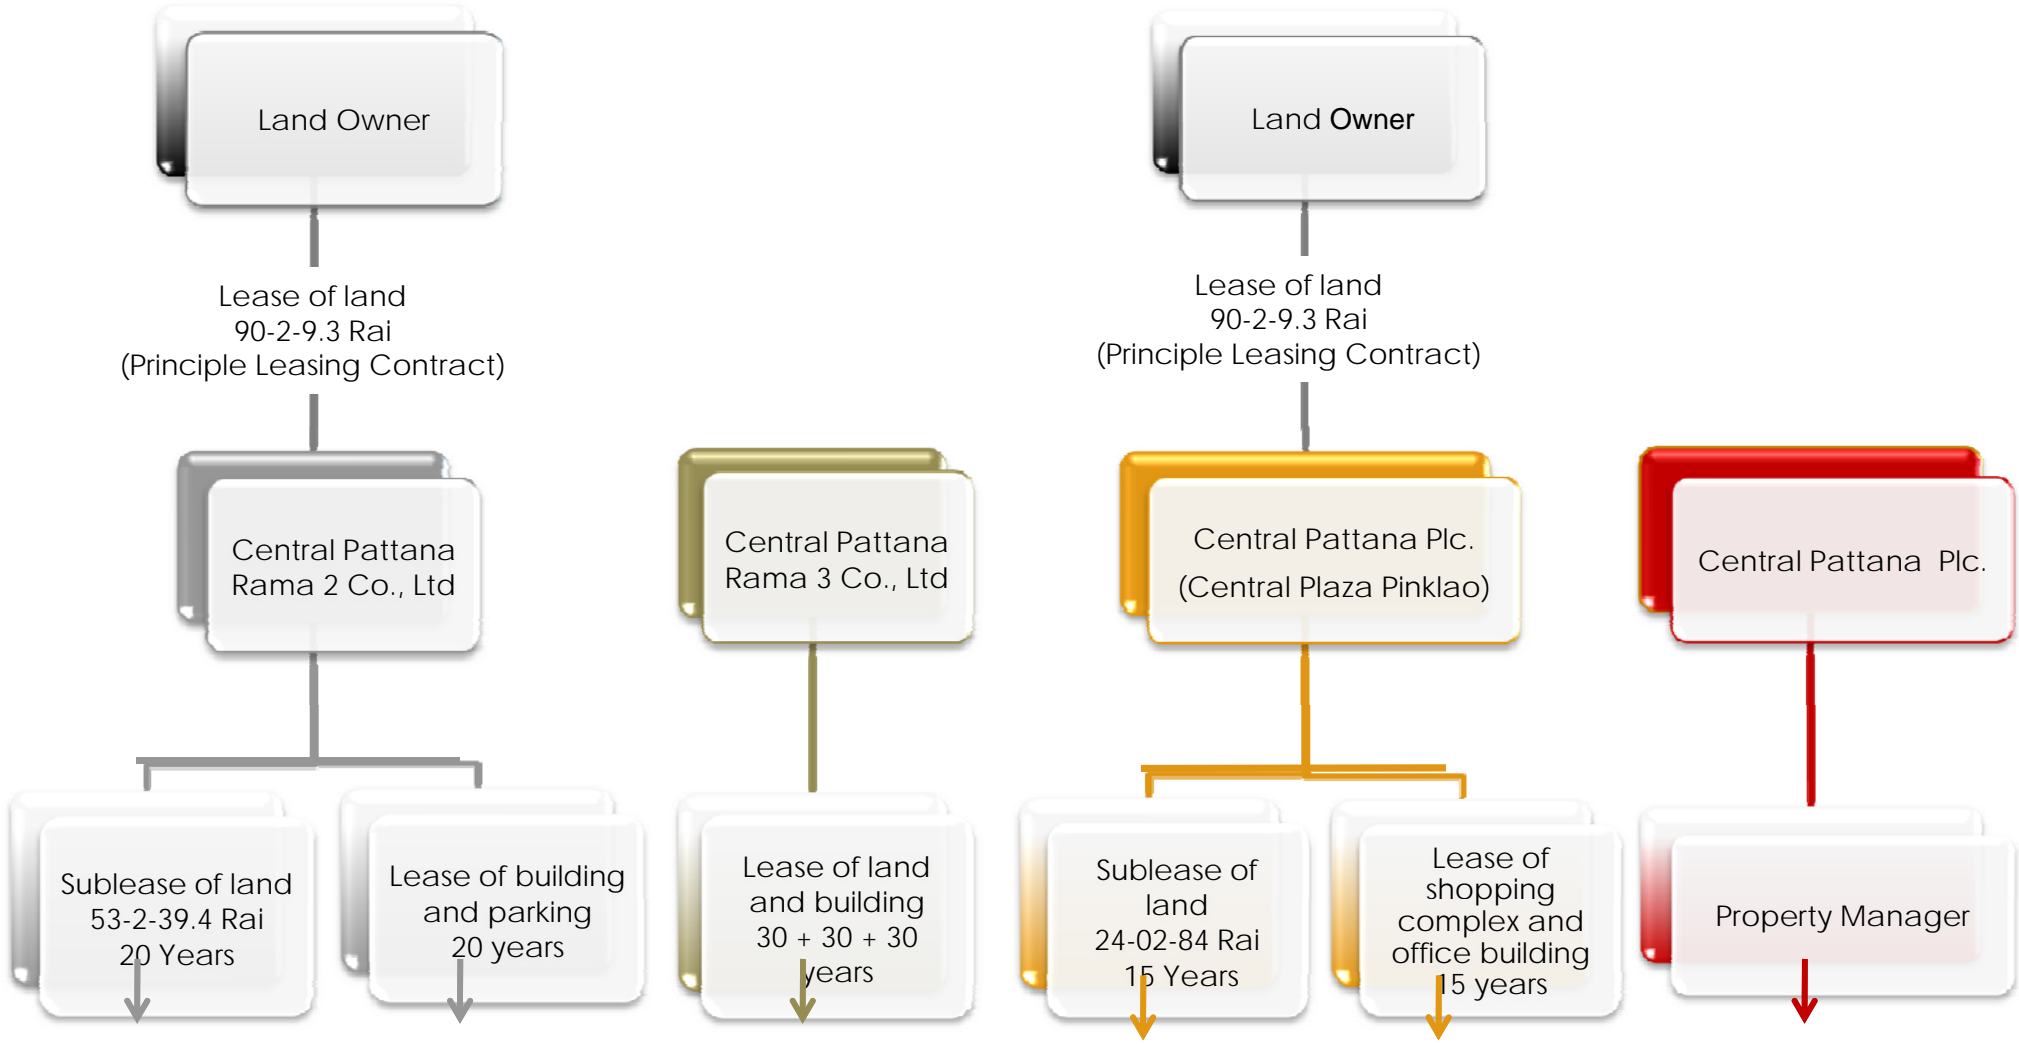 Land Owner
Land Owner
Lease of land
90-2-9.3 Rai
(Principle Leasing Contract)
Lease of land
90-2-9.3 Rai
(Principle Leasing Contract)
Central Pattana
Rama 2 Co., Ltd
Central Pattana
Rama 3 Co., Ltd
Central Pattana Plc.
(Central Plaza Pinklao)
Central Pattana Plc.
Sublease of land
53-2-39.4 Rai
20 Years
Lease of building
and parking
20 years
Lease of land
and building
30 + 30 + 30
years
Sublease of
land
24-02-84 Rai
15 Years
Lease of
shopping
complex and
office building
15 years
Property Manager